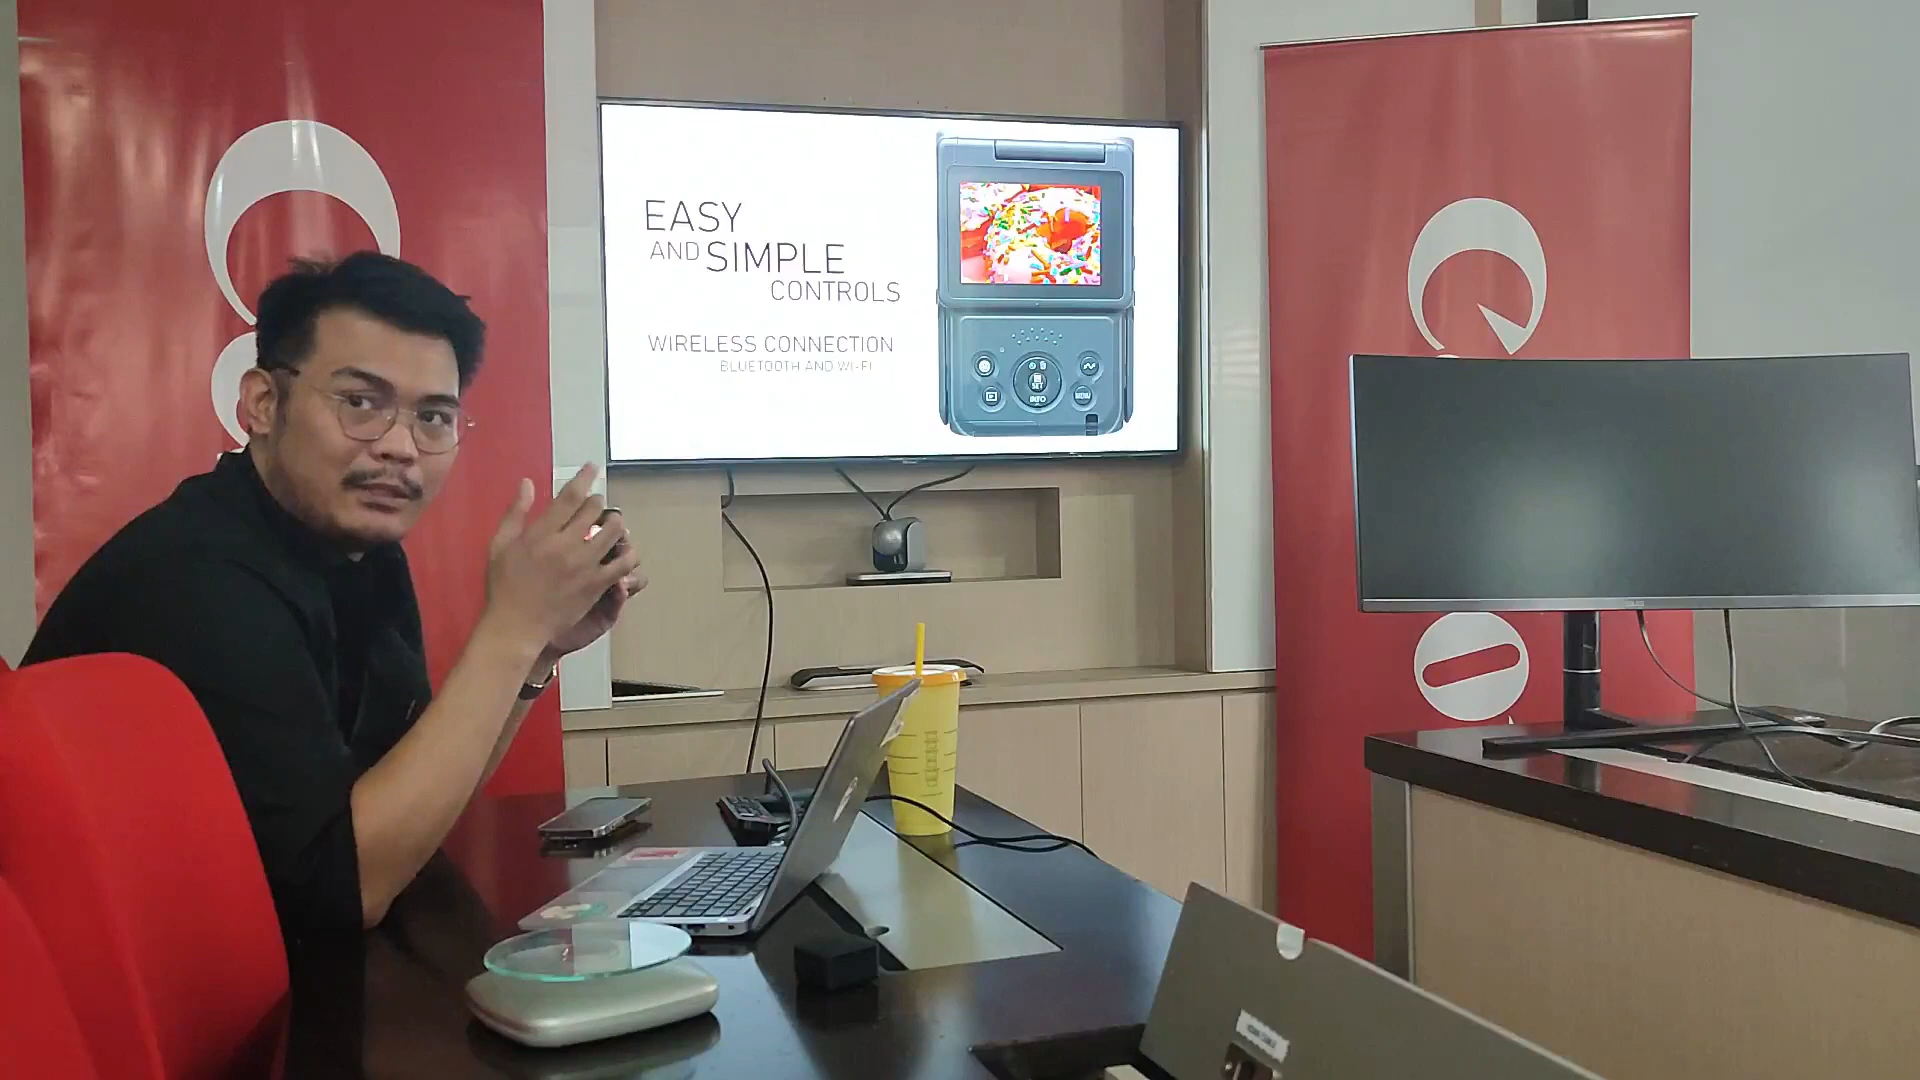 EASY
AND SIMPLE
CONTROLS
WIRELESS CONNECTION
BLUETOOTH AND WI-FI
SET
INFO
MENU